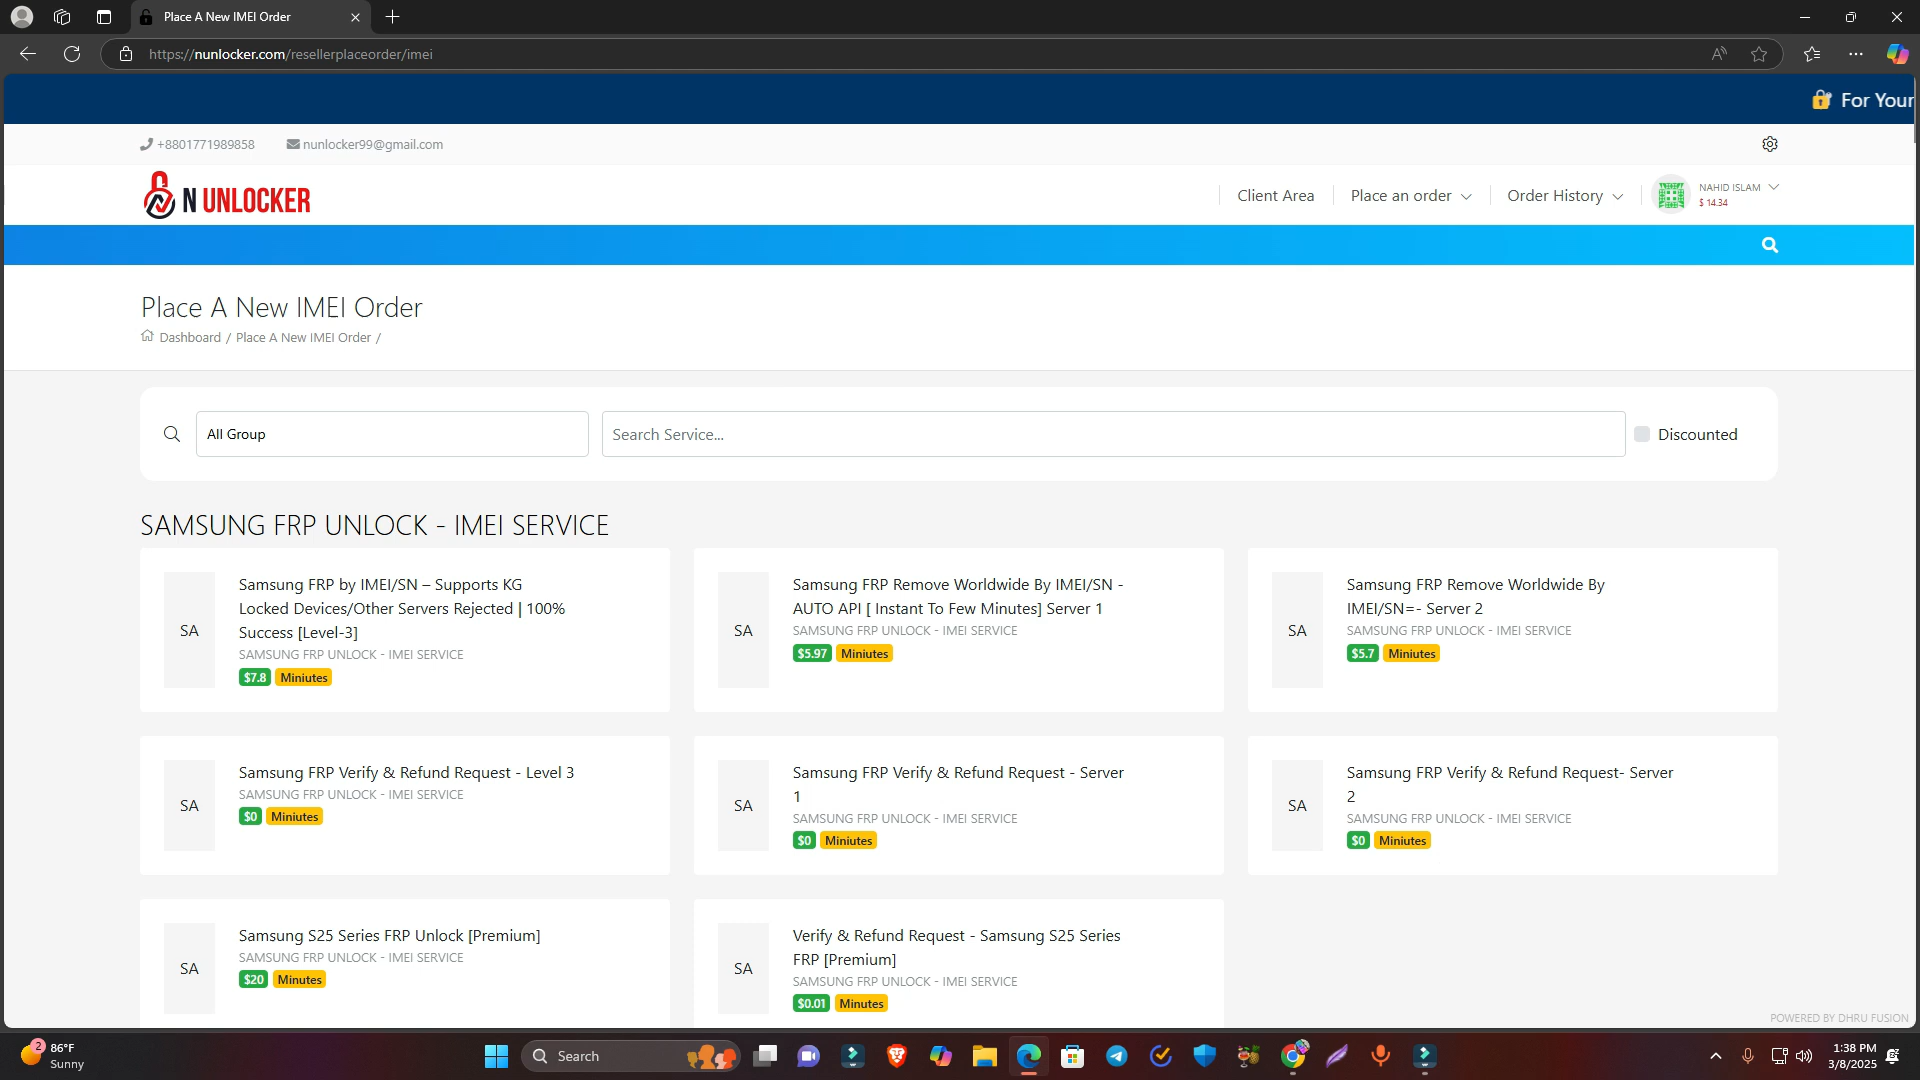 Place A New IMEI Order
https://nunlocker.com/resellerplaceorder/imei
For Your
+8801771989858
nunlocker99@gmail.com
N UNLOCKER
Client Area
Place an order
Order History
NAHID ISLAM
$ 14.34
Place A New IMEI Order
Dashboard / Place A New IMEI Order /
All Group
Search Service...
Discounted
SAMSUNG FRP UNLOCK - IMEI SERVICE
SA
Samsung FRP by IMEI/SN – Supports KG
Locked Devices/Other Servers Rejected | 100%
Success [Level-3]
SAMSUNG FRP UNLOCK - IMEI SERVICE
$7.8 Miniutes
SA
Samsung FRP Remove Worldwide By IMEI/SN -
AUTO API [ Instant To Few Minutes] Server 1
SAMSUNG FRP UNLOCK - IMEI SERVICE
$5.97 Miniutes
SA
Samsung FRP Remove Worldwide By
IMEI/SN=- Server 2
SAMSUNG FRP UNLOCK - IMEI SERVICE
$5.7 Miniutes
SA
Samsung FRP Verify & Refund Request - Level 3
SAMSUNG FRP UNLOCK - IMEI SERVICE
$0 Miniutes
SA
Samsung FRP Verify & Refund Request - Server
1
SAMSUNG FRP UNLOCK - IMEI SERVICE
$0 Miniutes
SA
Samsung FRP Verify & Refund Request- Server
2
SAMSUNG FRP UNLOCK - IMEI SERVICE
$0 Miniutes
SA
Samsung S25 Series FRP Unlock [Premium]
SAMSUNG FRP UNLOCK - IMEI SERVICE
$20 Minutes
SA
Verify & Refund Request - Samsung S25 Series
FRP [Premium]
SAMSUNG FRP UNLOCK - IMEI SERVICE
$0.01 Minutes
POWERED BY DHRU FUSION
2
86°F
Sunny
Search
1:38 PM
3/8/2025